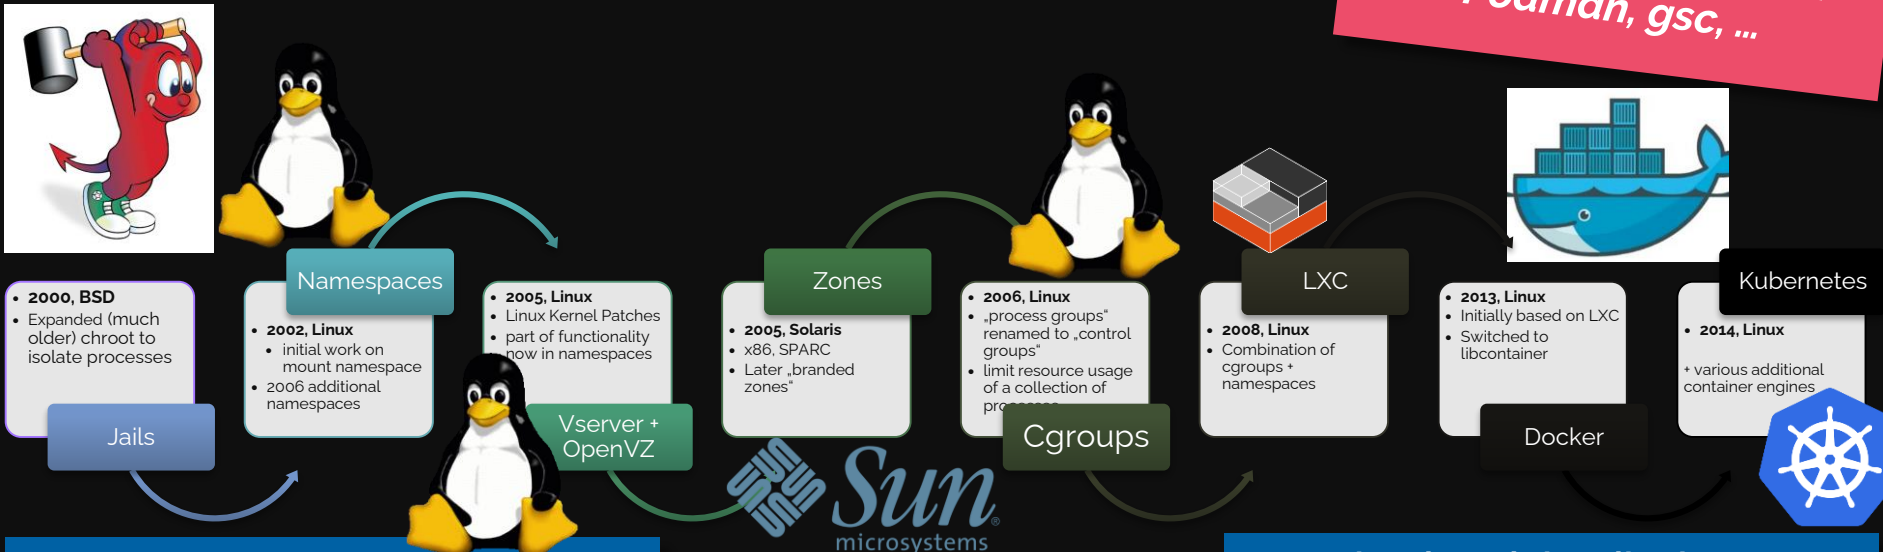 Podman, gsc, ...
2000, BSD
Expanded (much
older) chroot to
isolate processes
Jails
Namespaces
2002, Linux
initial work on
mount namespace
2006 additional
namespaces
2005, Linux
Linux Kernel Patches
part of functionality
now in namespaces
Vserver +
OpenVZ
Zones
2005, Solaris
x86, SPARC
Later „branded
zones“
2006, Linux
„process groups“
renamed to „control
groups“
limit resource usage
of a collection of
processes
Cgroups
LXC
2008, Linux
Combination of
cgroups +
namespaces
2013, Linux
Initially based on LXC
Switched to
libcontainer
Docker
Kubernetes
2014, Linux
+ various additional
container engines
Sun
microsystems